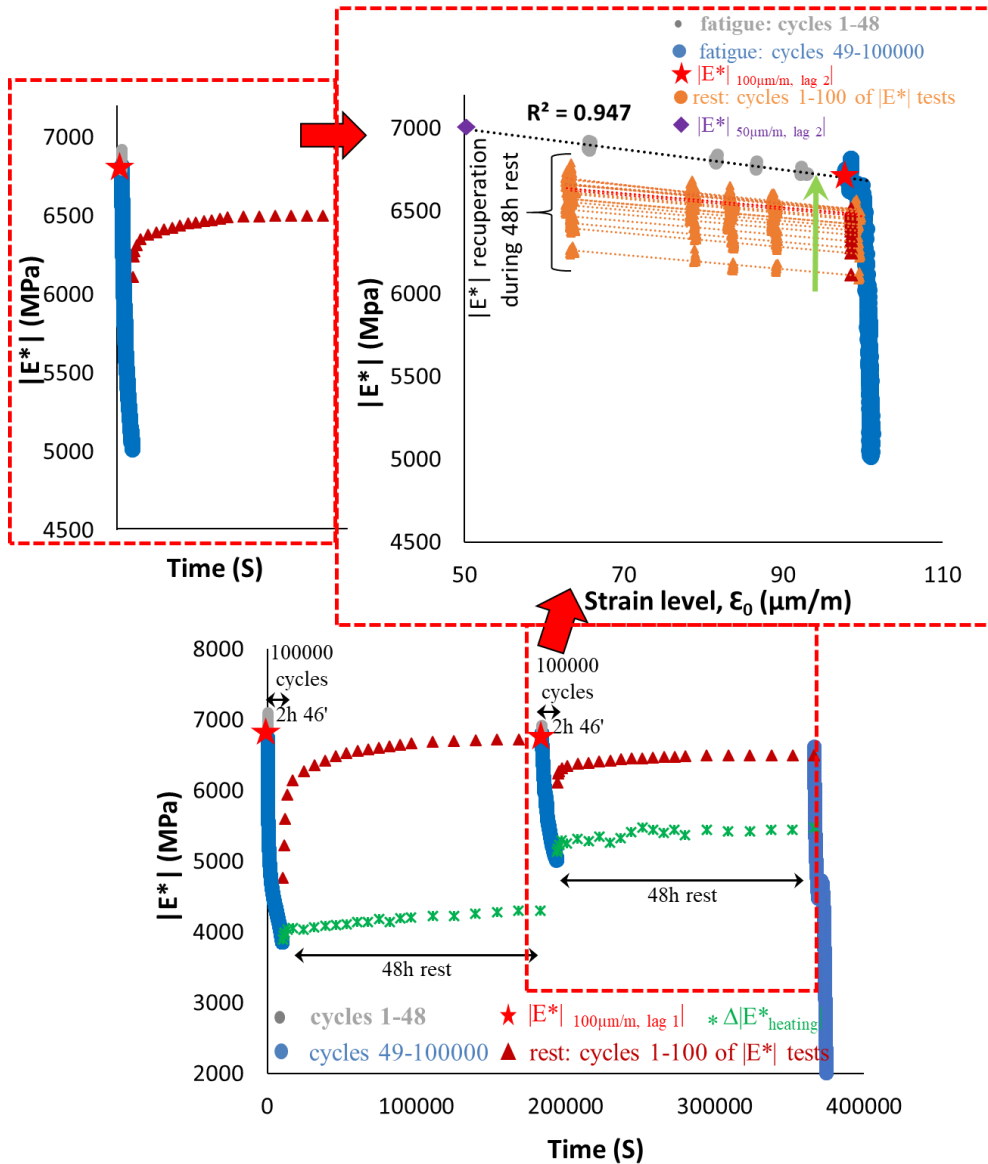 fatigue: cycles 1-48
fatigue: cycles 49-100000
|E*| 100µm/m, lag 2|
rest: cycles 1-100 of |E*| tests
|E*| 50µm/m, lag 2|
R² = 0.947
7000
6500
6000
5500
5000
4500
|E*| (MPa)
Time (S)
7000
6500
6000
5500
5000
4500
|E*| (Mpa)
|E*| recuperation
during 48h rest
50
70
90
110
Strain level, Ɛ0 (µm/m)
8000
7000
6000
5000
4000
3000
2000
|E*| (MPa)
100000
cycles
2h 46'
100000
cycles
2h 46'
48h rest
48h rest
cycles 1-48
|E*| 100µm/m, lag 1|
* Δ|E*heating|
cycles 49-100000
rest: cycles 1-100 of |E*| tests
0
100000
200000
300000
400000
Time (S)